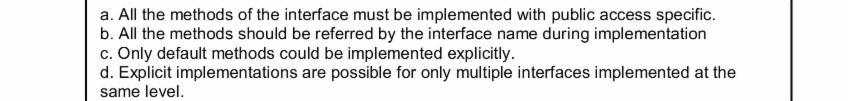 a. All the methods of the interface must be implemented with public access specific.
b. All the methods should be referred by the interface name during implementation
c. Only default methods could be implemented explicitly.
d. Explicit implementations are possible for only multiple interfaces implemented at the
same level.